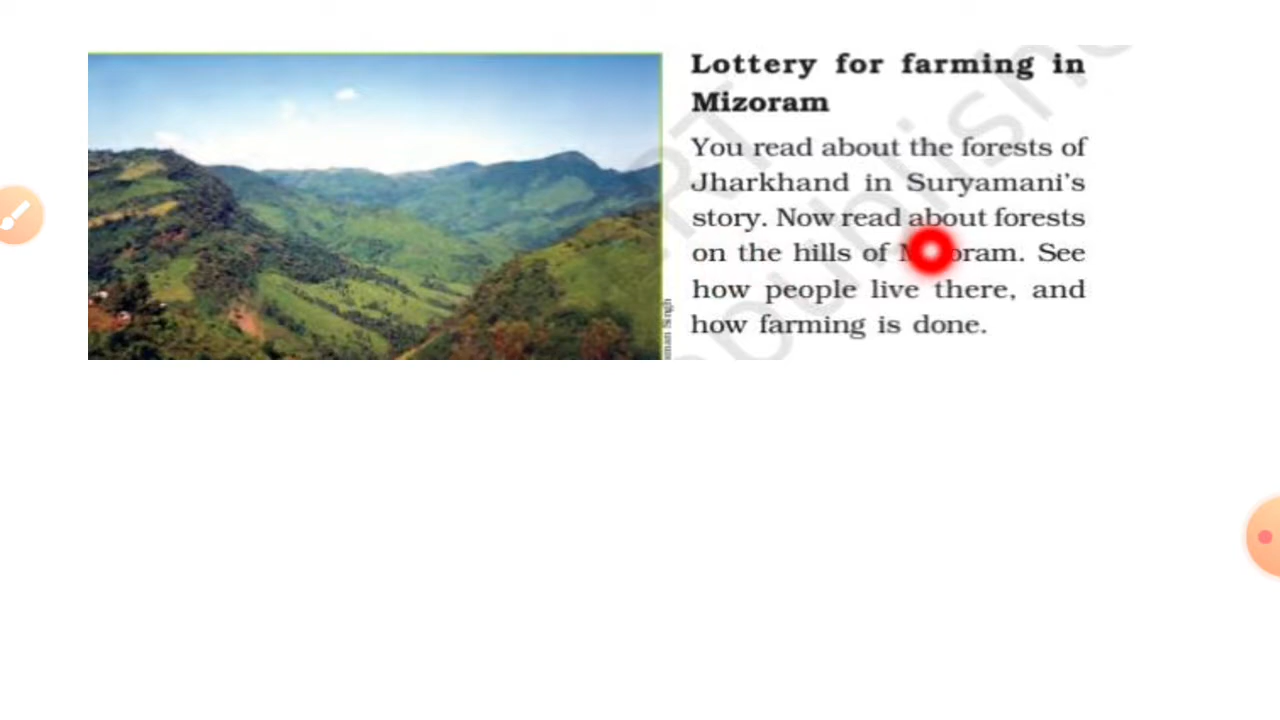 Lottery for farming in
Mizoram
You read about the forests of
Jharkhand in Suryamani's
story. Now read about forests
on the hills of Mizoram. See
how people live there, and
how farming is done.